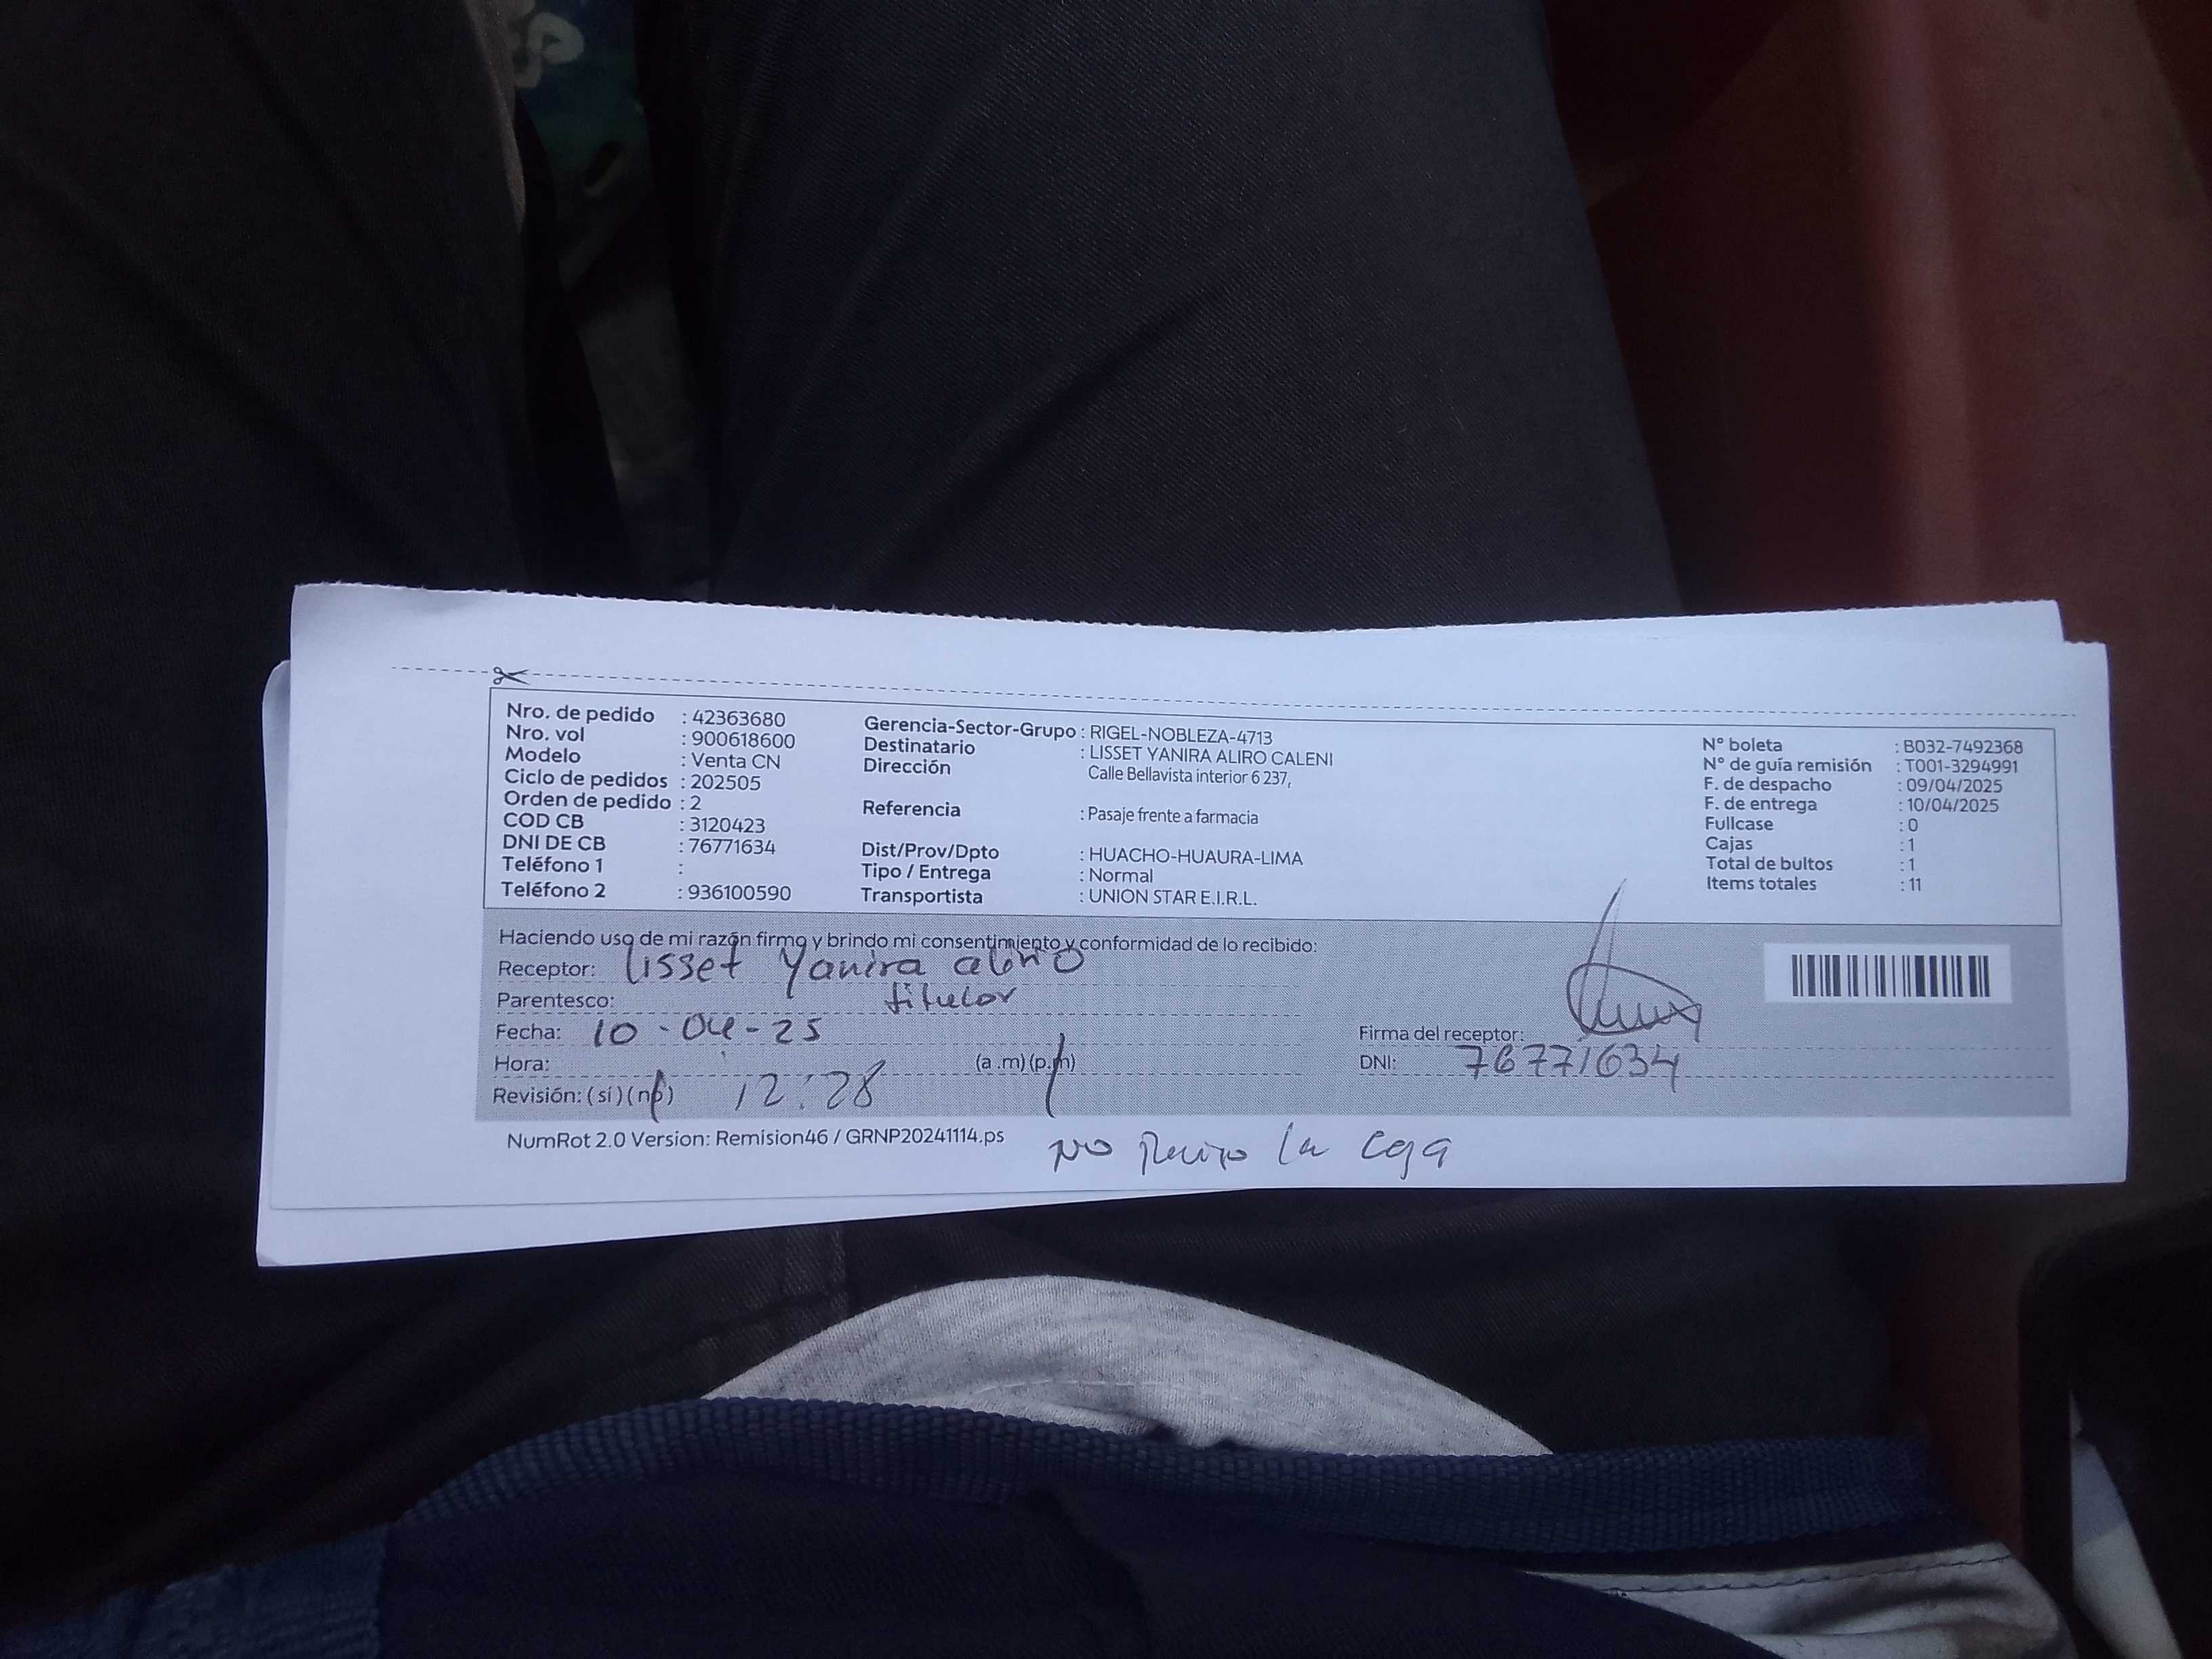 Nro. de pedido : 42363680
Nro. vol : 900618600
Modelo : Venta CN
Ciclo de pedidos : 202505
Orden de pedido : 2
COD CB : 3120423
DNI DE CB : 76771634
Teléfono 1 :
Teléfono 2 : 936100590
Gerencia-Sector-Grupo : RIGEL-NOBLEZA-4713
Destinatario : LISSET YANIRA ALIRO CALENI
Dirección Calle Bellavista interior 6 237,
Referencia : Pasaje frente a farmacia
Dist/Prov/Dpto : HUACHO-HUAURA-LIMA
Tipo / Entrega : Normal
Transportista : UNION STAR E.I.R.L.
N° boleta : B032-7492368
N° de guía remisión : T001-3294991
F. de despacho : 09/04/2025
F. de entrega : 10/04/2025
Fullcase : 0
Cajas : 1
Total de bultos : 1
Items totales : 11
Haciendo uso de mi razón firmo y brindo mi consentimiento y conformidad de lo recibido:
Receptor: Lisset Yanira aliro
Parentesco: titular
Fecha: 10-04-25
Hora: (a.m)(p.m)
Revisión: (sí)(no) 12:28
Firma del receptor:
DNI: 76771634
NumRot 2.0 Version: Remision46 / GRNP20241114.ps
NO Reviso la caja